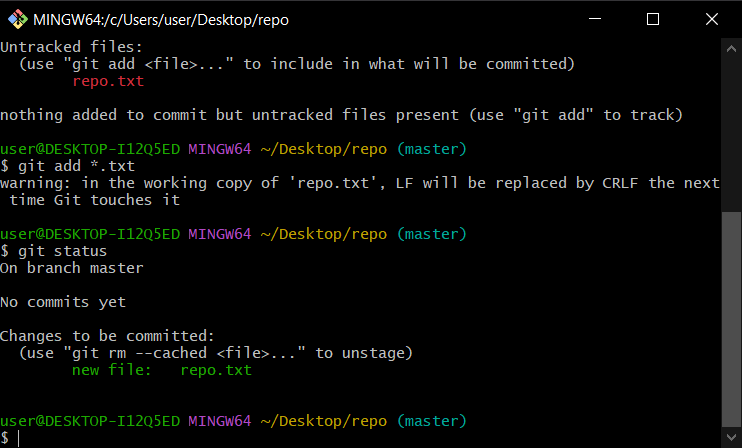 MINGW64:/c/Users/user/Desktop/repo
Untracked files:
  (use "git add <file>..." to include in what will be committed)
        repo.txt
nothing added to commit but untracked files present (use "git add" to track)
user@DESKTOP-I12Q5ED MINGW64 ~/Desktop/repo (master)
$ git add *.txt
warning: in the working copy of 'repo.txt', LF will be replaced by CRLF the next
 time Git touches it
user@DESKTOP-I12Q5ED MINGW64 ~/Desktop/repo (master)
$ git status
On branch master
No commits yet
Changes to be committed:
  (use "git rm --cached <file>..." to unstage)
        new file:   repo.txt
user@DESKTOP-I12Q5ED MINGW64 ~/Desktop/repo (master)
$